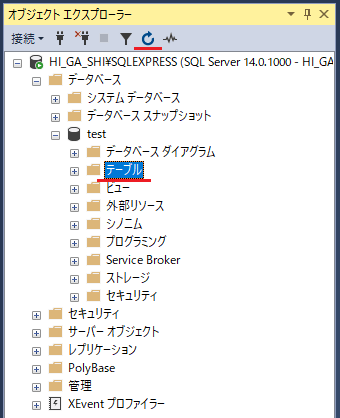 オブジェクト エクスプローラー
接続
HI_GA_SHI¥SQLEXPRESS (SQL Server 14.0.1000 - HI_GA
データベース
システム データベース
データベース スナップショット
test
データベース ダイアグラム
テーブル
ビュー
外部リソース
シノニム
プログラミング
Service Broker
ストレージ
セキュリティ
セキュリティ
サーバー オブジェクト
レプリケーション
PolyBase
管理
XEvent プロファイラー